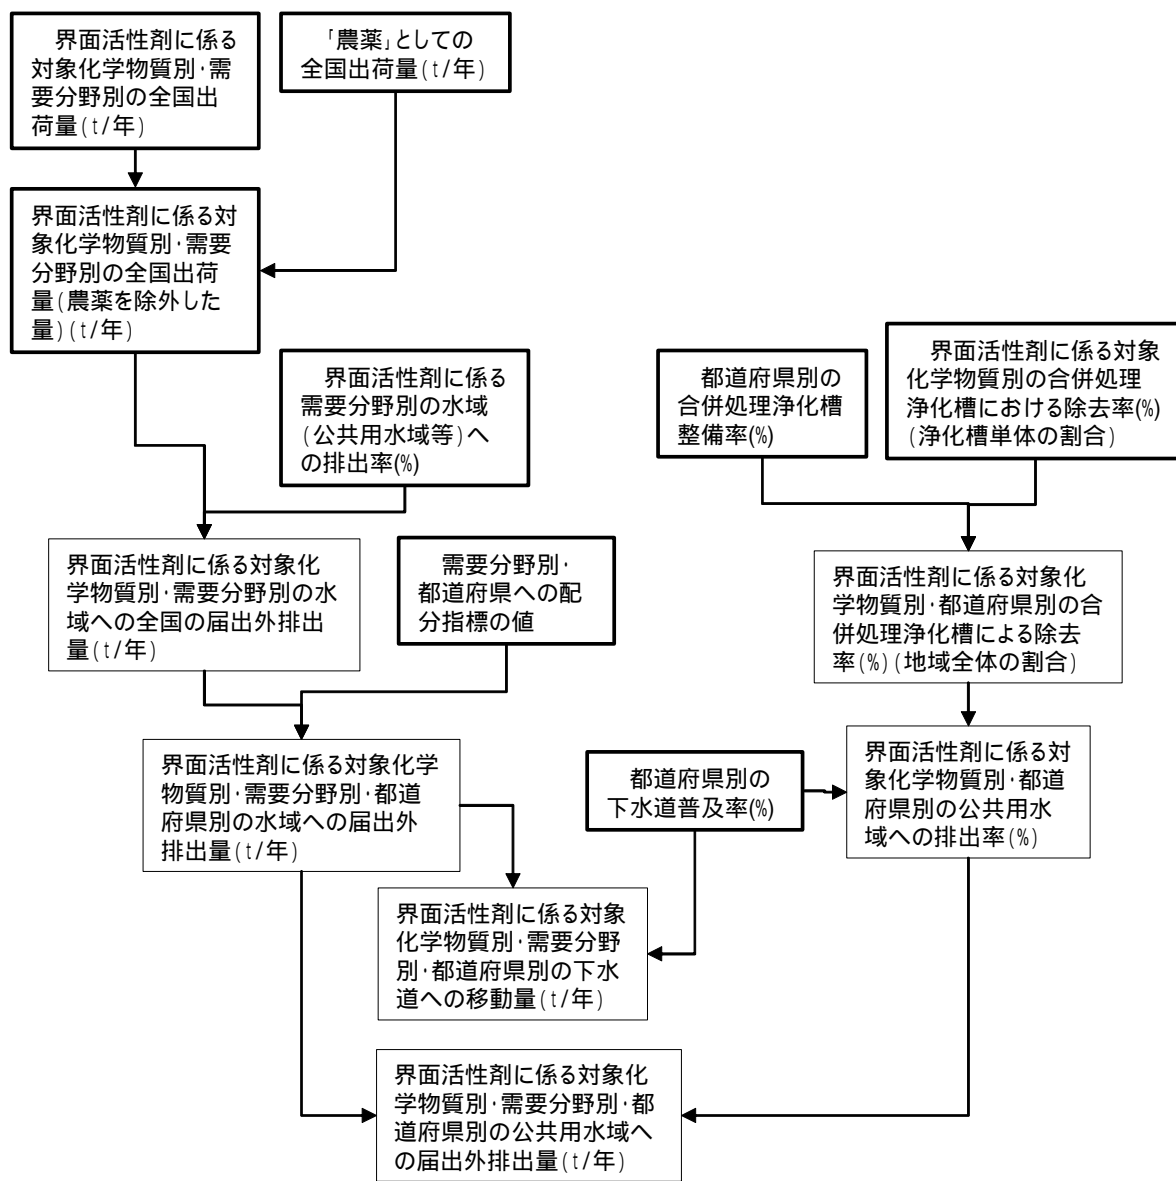 界面活性剤に係る
対象化学物質別・需
要分野別の全国出
荷量(t/年)
「農薬」としての
全国出荷量(t/年)
界面活性剤に係る対
象化学物質別・需要
分野別の全国出荷
量(農薬を除外した
量)(t/年)
界面活性剤に係る
需要分野別の水域
(公共用水域等)へ
の排出率(%)
都道府県別の
合併処理浄化槽
整備率(%)
界面活性剤に係る対象
化学物質別の合併処理
浄化槽における除去率(%)
(浄化槽単体の割合)
界面活性剤に係る対象化
学物質別・需要分野別の水
域への全国の届出外排出
量(t/年)
需要分野別・
都道府県への配
分指標の値
界面活性剤に係る対象化
学物質別・都道府県別の合
併処理浄化槽による除去
率(%)(地域全体の割合)
界面活性剤に係る対象化学
物質別・需要分野別・都道
府県別の水域への届出外
排出量(t/年)
都道府県別の
下水道普及率(%)
界面活性剤に係る対
象化学物質別・都道
府県別の公共用水
域への排出率(%)
界面活性剤に係る対象
化学物質別・需要分野
別・都道府県別の下水
道への移動量(t/年)
界面活性剤に係る対象化
学物質別・需要分野別・都
道府県別の公共用水域へ
の届出外排出量(t/年)